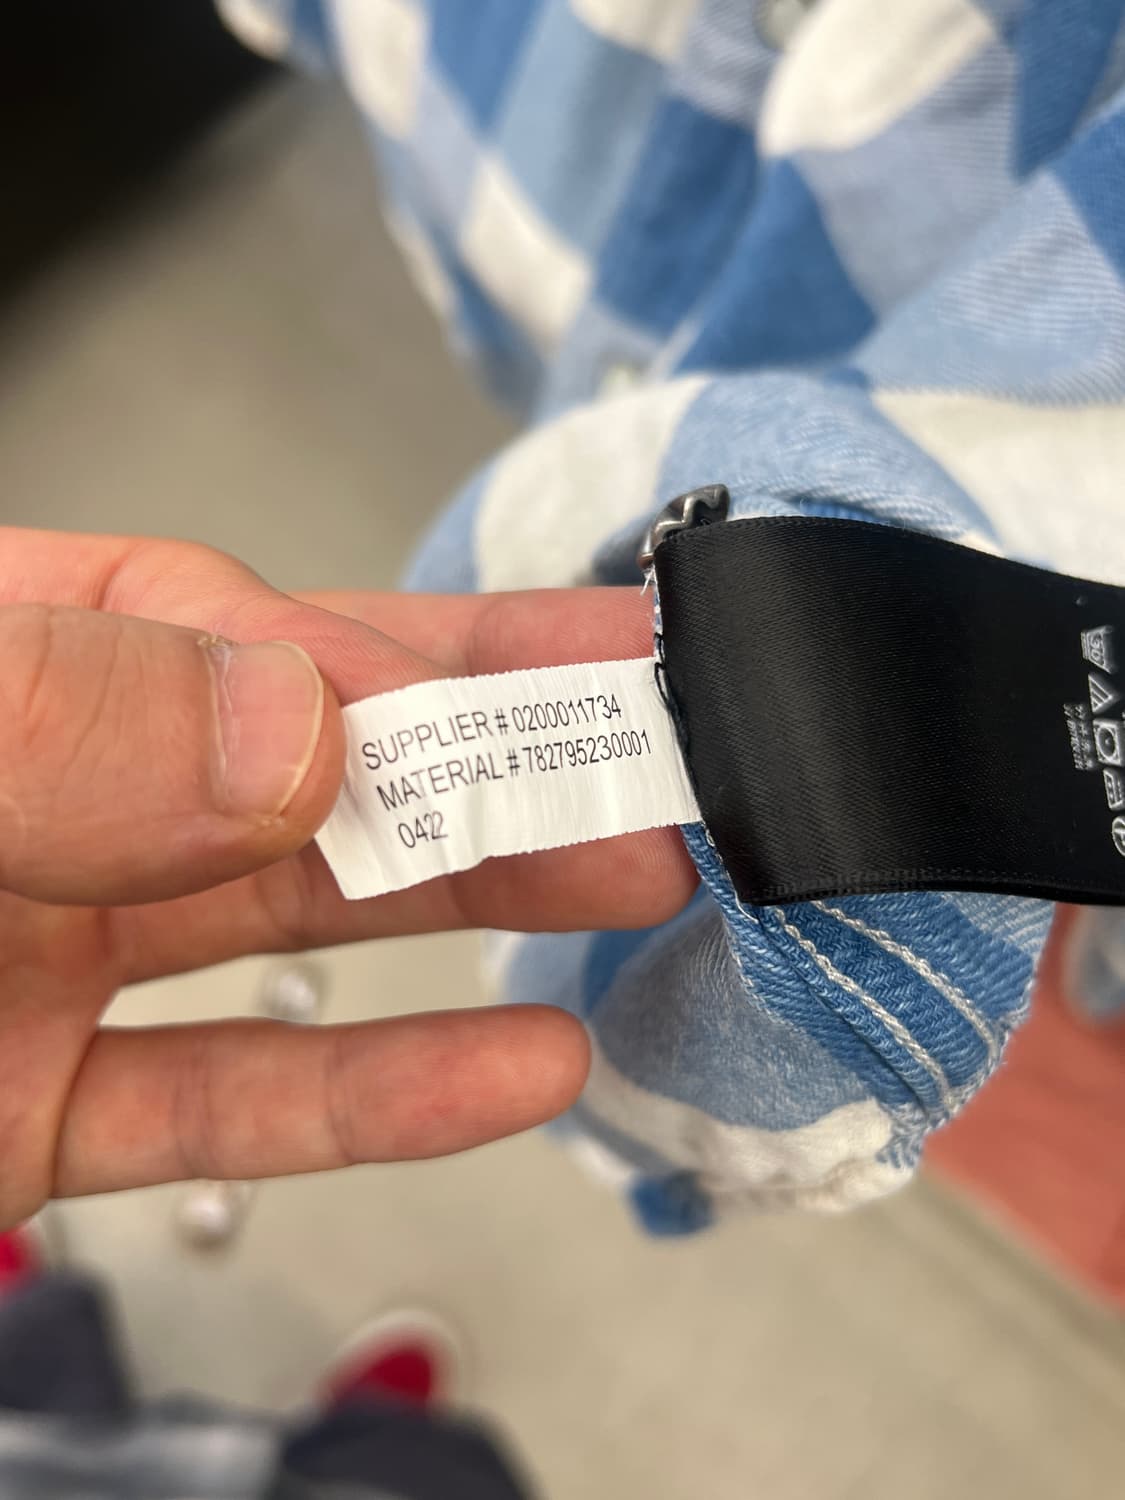 SUPPLIER # 0200011734
MATERIAL # 782795230001
0422